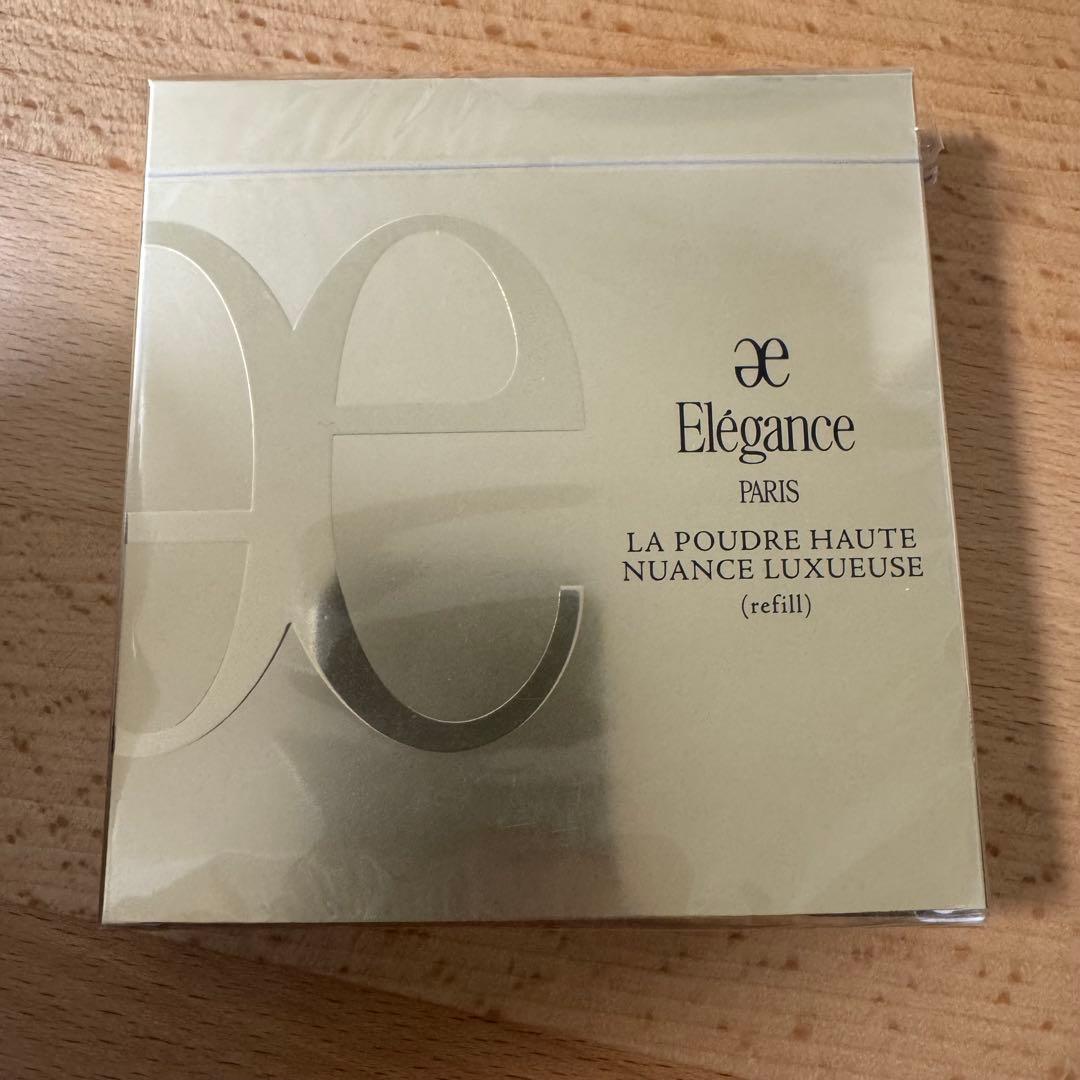 Elégance
PARIS
LA POUDRE HAUTE
NUANCE LUXUEUSE
(refill)